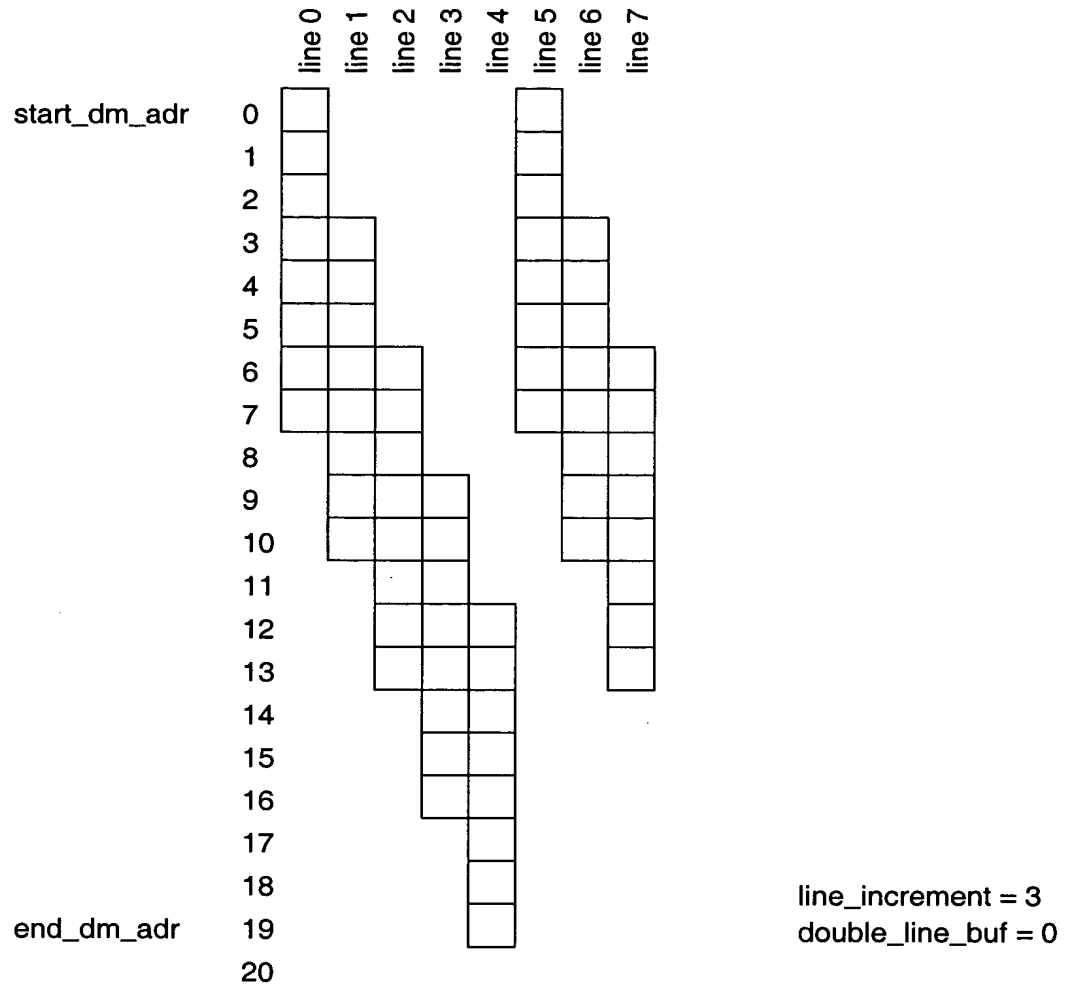 line 0
line 1
line 2
line 3
line 4
line 5
line 6
line 7
start_dm_adr 0
1
2
3
4
5
6
7
8
9
10
11
12
13
14
15
16
17
18
end_dm_adr 19
20
line_increment = 3
double_line_buf = 0